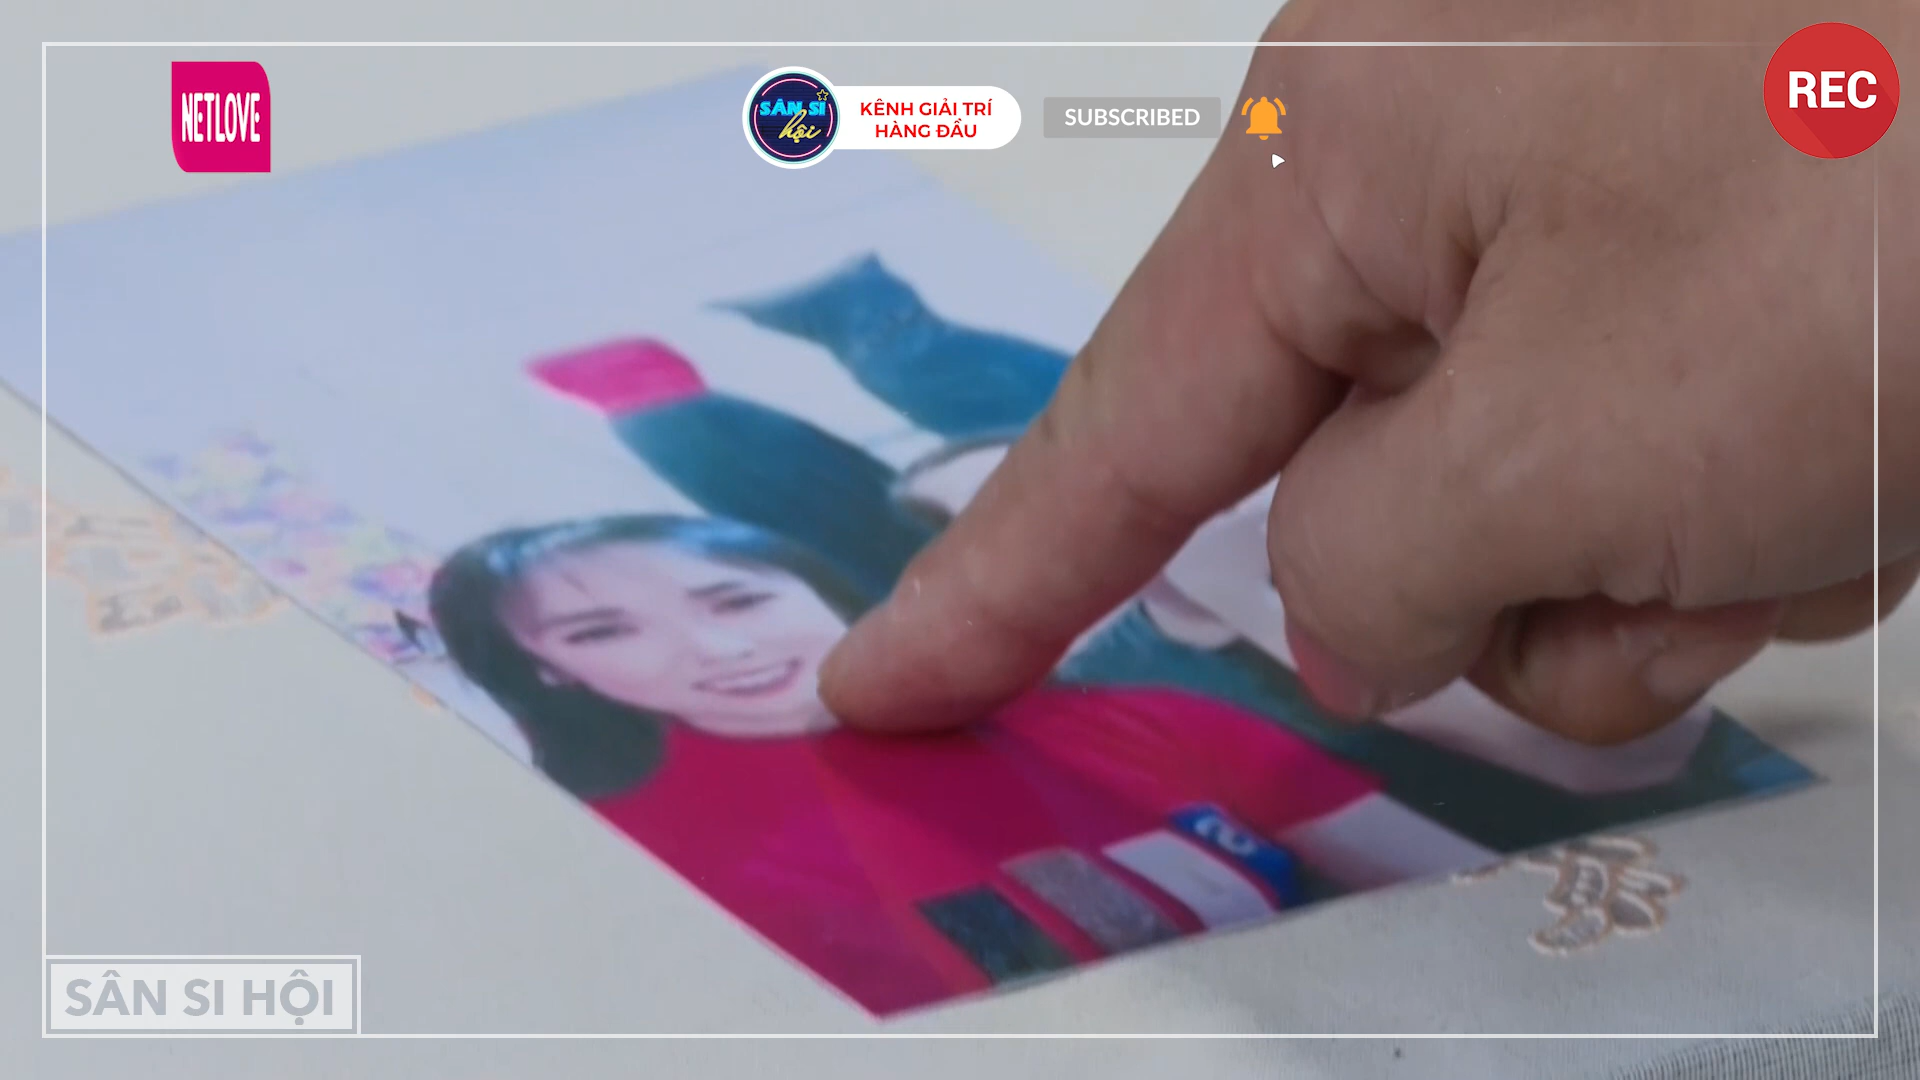 NETLOVE
SÂN SI
hội
KÊNH GIẢI TRÍ
HÀNG ĐẦU
SUBSCRIBED
REC
SÂN SI HỘI